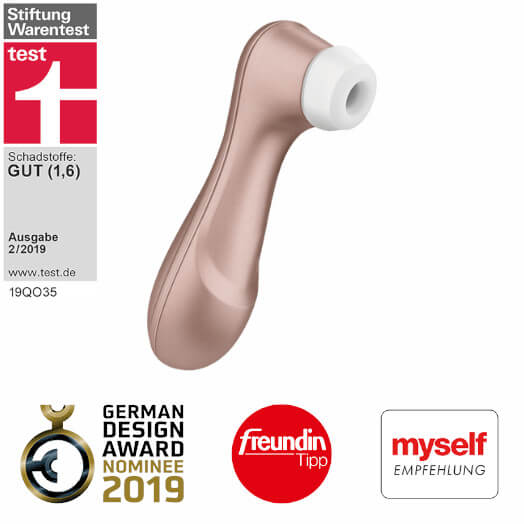 Stiftung
Warentest
test
Schadstoffe:
GUT (1,6)
Ausgabe
2/2019
www.test.de
19QO35
GERMAN
DESIGN
AWARD
NOMINEE
2019
freundin
Tipp
myself
EMPFEHLUNG